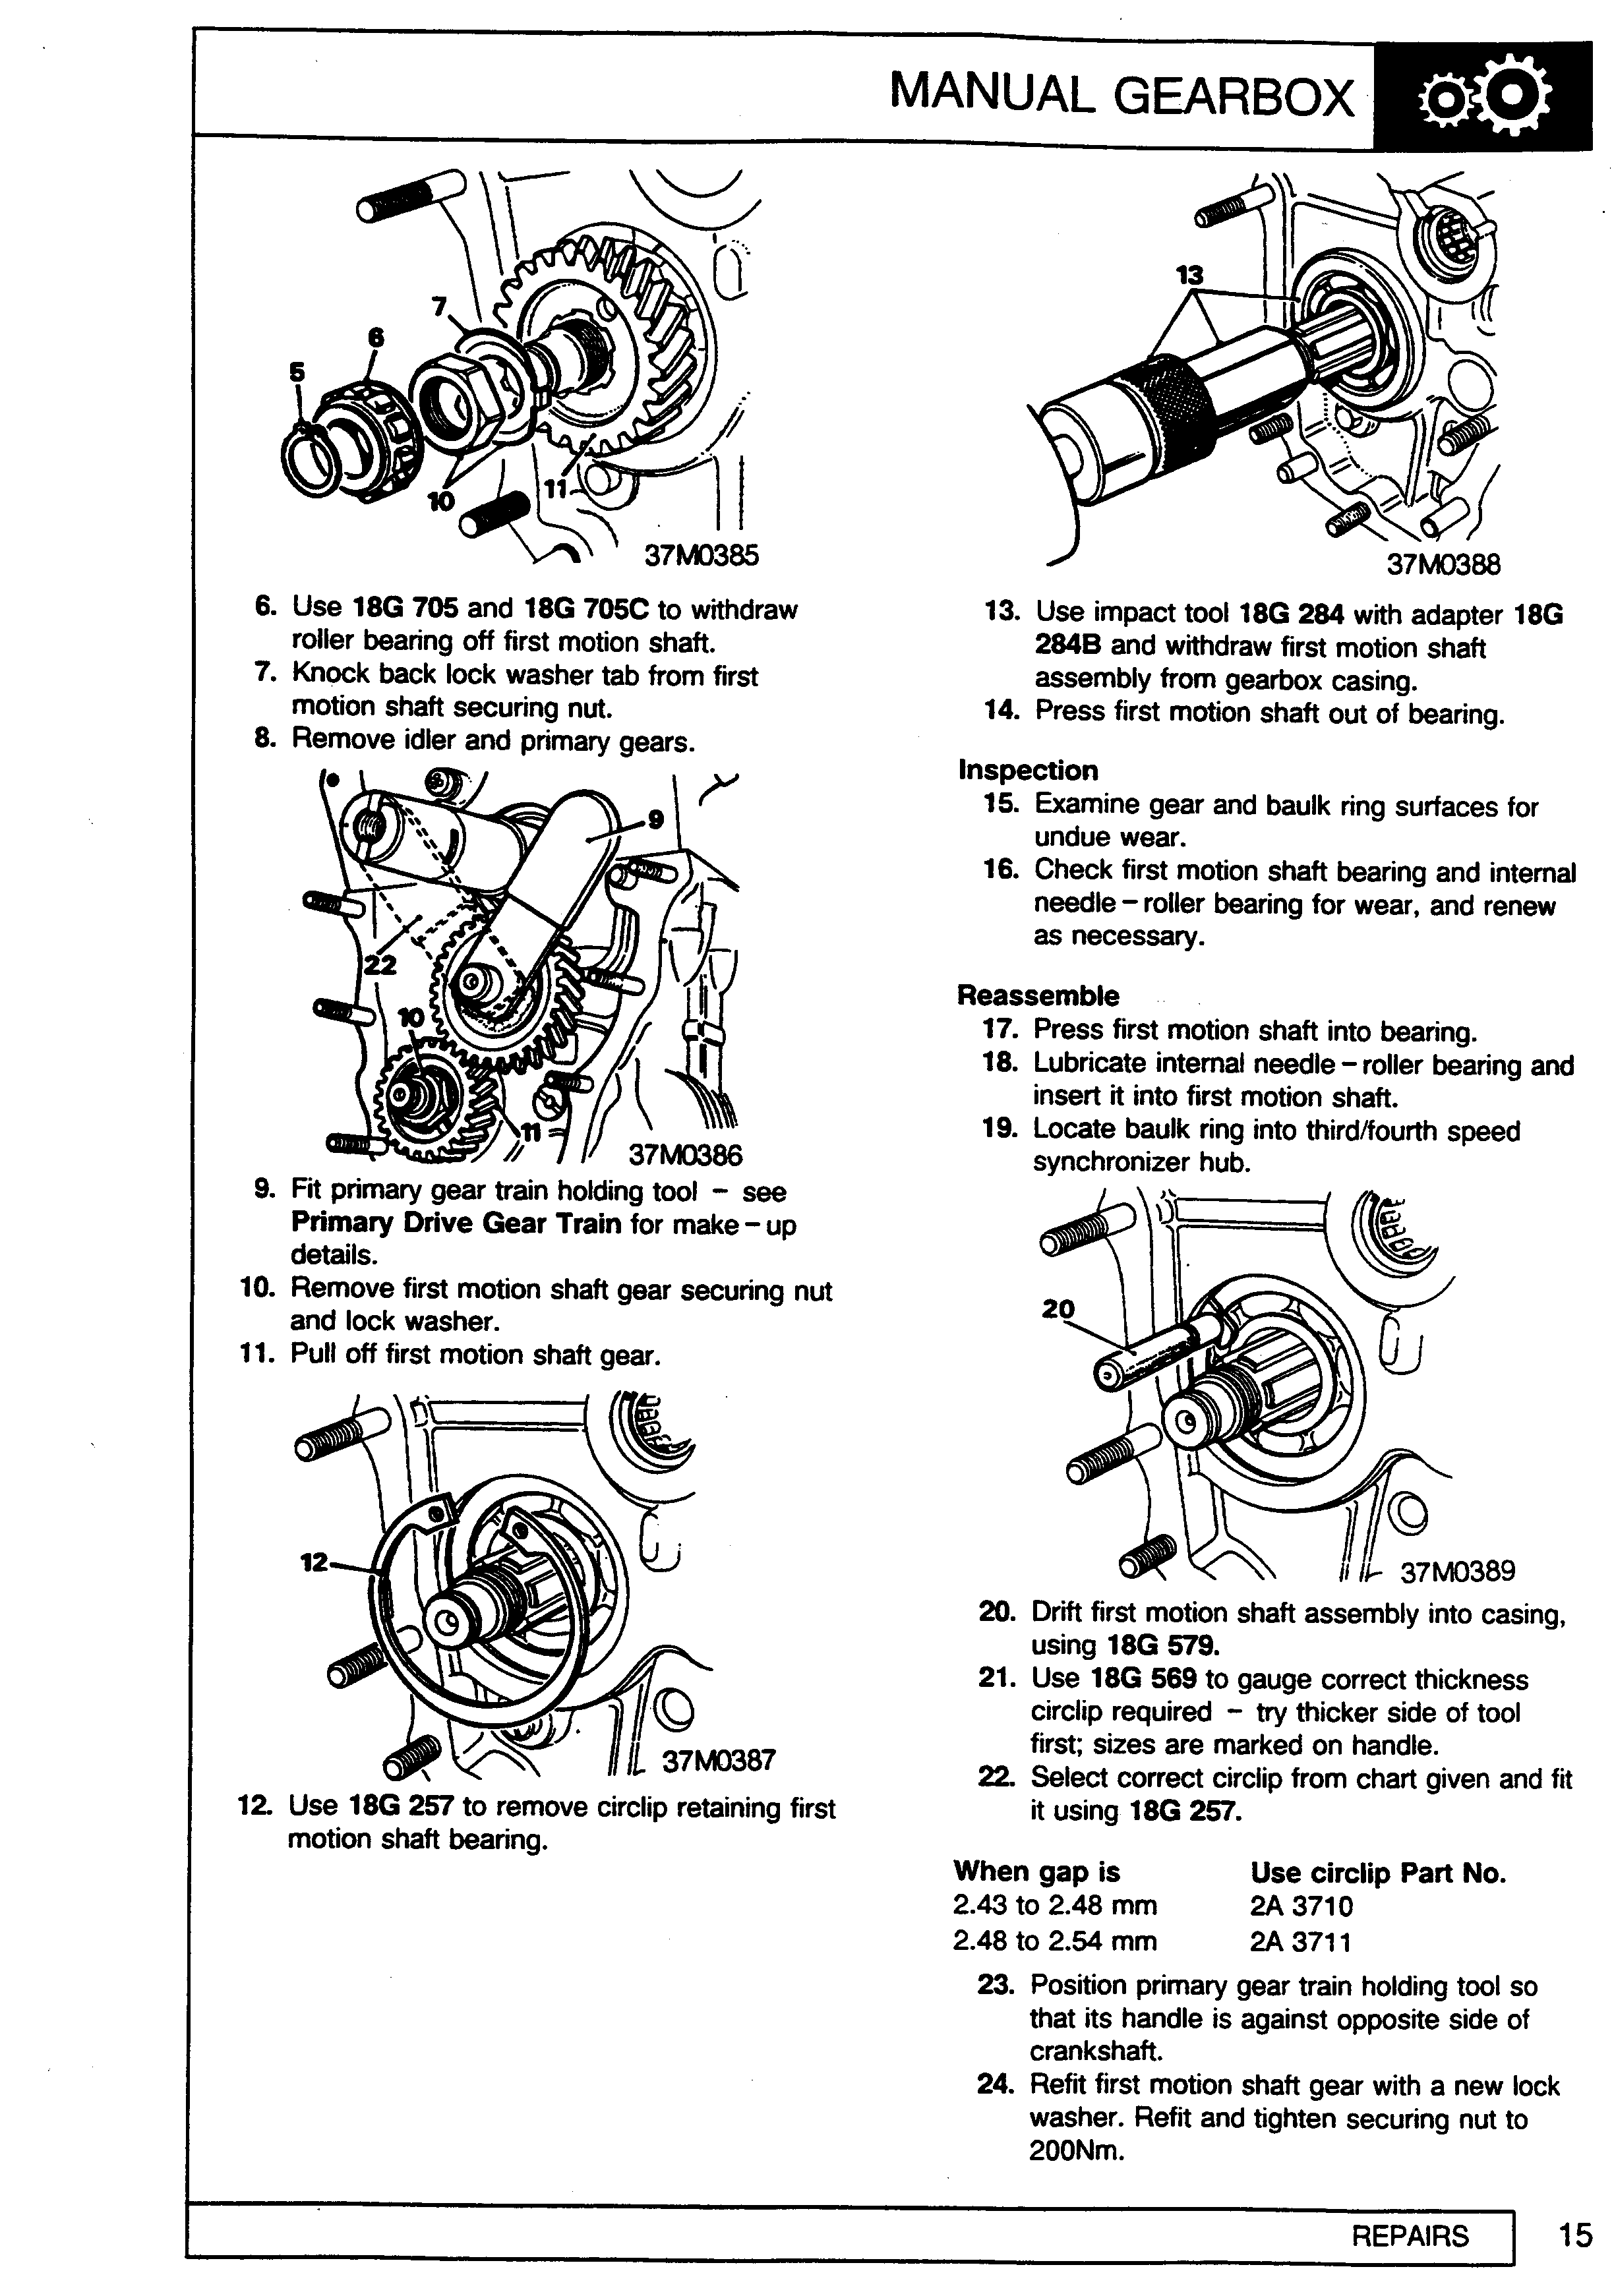 MANUAL GEARBOX
7
6
5
10
11
37M0385
6. Use 18G 705 and 18G 705C to withdraw
roller bearing off first motion shaft.
7. Knock back lock washer tab from first
motion shaft securing nut.
8. Remove idler and primary gears.
9
22
10
11
37M0386
9. Fit primary gear train holding tool – see
Primary Drive Gear Train for make – up
details.
10. Remove first motion shaft gear securing nut
and lock washer.
11. Pull off first motion shaft gear.
12
37M0387
12. Use 18G 257 to remove circlip retaining first
motion shaft bearing.
13
37M0388
13. Use impact tool 18G 284 with adapter 18G
284B and withdraw first motion shaft
assembly from gearbox casing.
14. Press first motion shaft out of bearing.
Inspection
15. Examine gear and baulk ring surfaces for
undue wear.
16. Check first motion shaft bearing and internal
needle – roller bearing for wear, and renew
as necessary.
Reassemble
17. Press first motion shaft into bearing.
18. Lubricate internal needle – roller bearing and
insert it into first motion shaft.
19. Locate baulk ring into third/fourth speed
synchronizer hub.
20
37M0389
20. Drift first motion shaft assembly into casing,
using 18G 579.
21. Use 18G 569 to gauge correct thickness
circlip required – try thicker side of tool
first; sizes are marked on handle.
22. Select correct circlip from chart given and fit
it using 18G 257.
When gap is Use circlip Part No.
2.43 to 2.48 mm 2A 3710
2.48 to 2.54 mm 2A 3711
23. Position primary gear train holding tool so
that its handle is against opposite side of
crankshaft.
24. Refit first motion shaft gear with a new lock
washer. Refit and tighten securing nut to
200Nm.
REPAIRS 15